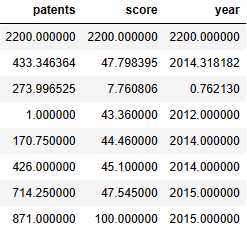 patents score year
2200.000000 2200.000000 2200.000000
433.346364 47.798395 2014.318182
273.996525 7.760806 0.762130
1.000000 43.360000 2012.000000
170.750000 44.460000 2014.000000
426.000000 45.100000 2014.000000
714.250000 47.545000 2015.000000
871.000000 100.000000 2015.000000